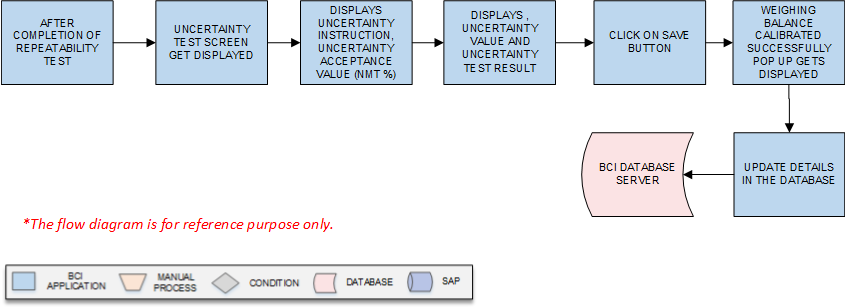 AFTER
COMPLETION OF
REPEATABILITY
TEST
UNCERTAINTY
TEST SCREEN
GET DISPLAYED
DISPLAYS
UNCERTAINTY
INSTRUCTION,
UNCERTAINTY
ACCEPTANCE
VALUE (NMT %)
DISPLAYS ,
UNCERTAINTY
VALUE AND
UNCERTAINTY
TEST RESULT
CLICK ON SAVE
BUTTON
WEIGHING
BALANCE
CALIBRATED
SUCCESSFULLY
POP UP GETS
DISPLAYED
BCI DATABASE
SERVER
UPDATE DETAILS
IN THE DATABASE
*The flow diagram is for reference purpose only.
BCI
APPLICATION
MANUAL
PROCESS
CONDITION
DATABASE
SAP